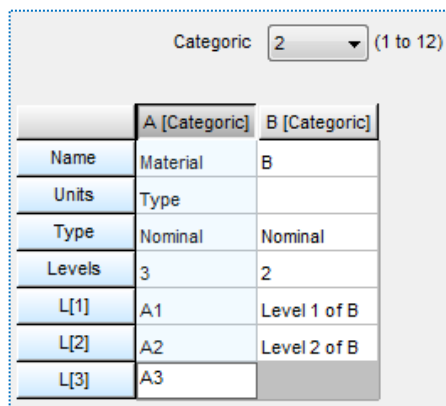 Categoric 2 (1 to 12)
A [Categoric] B [Categoric]
Name Material B
Units Type
Type Nominal Nominal
Levels 3 2
L[1] A1 Level 1 of B
L[2] A2 Level 2 of B
L[3] A3